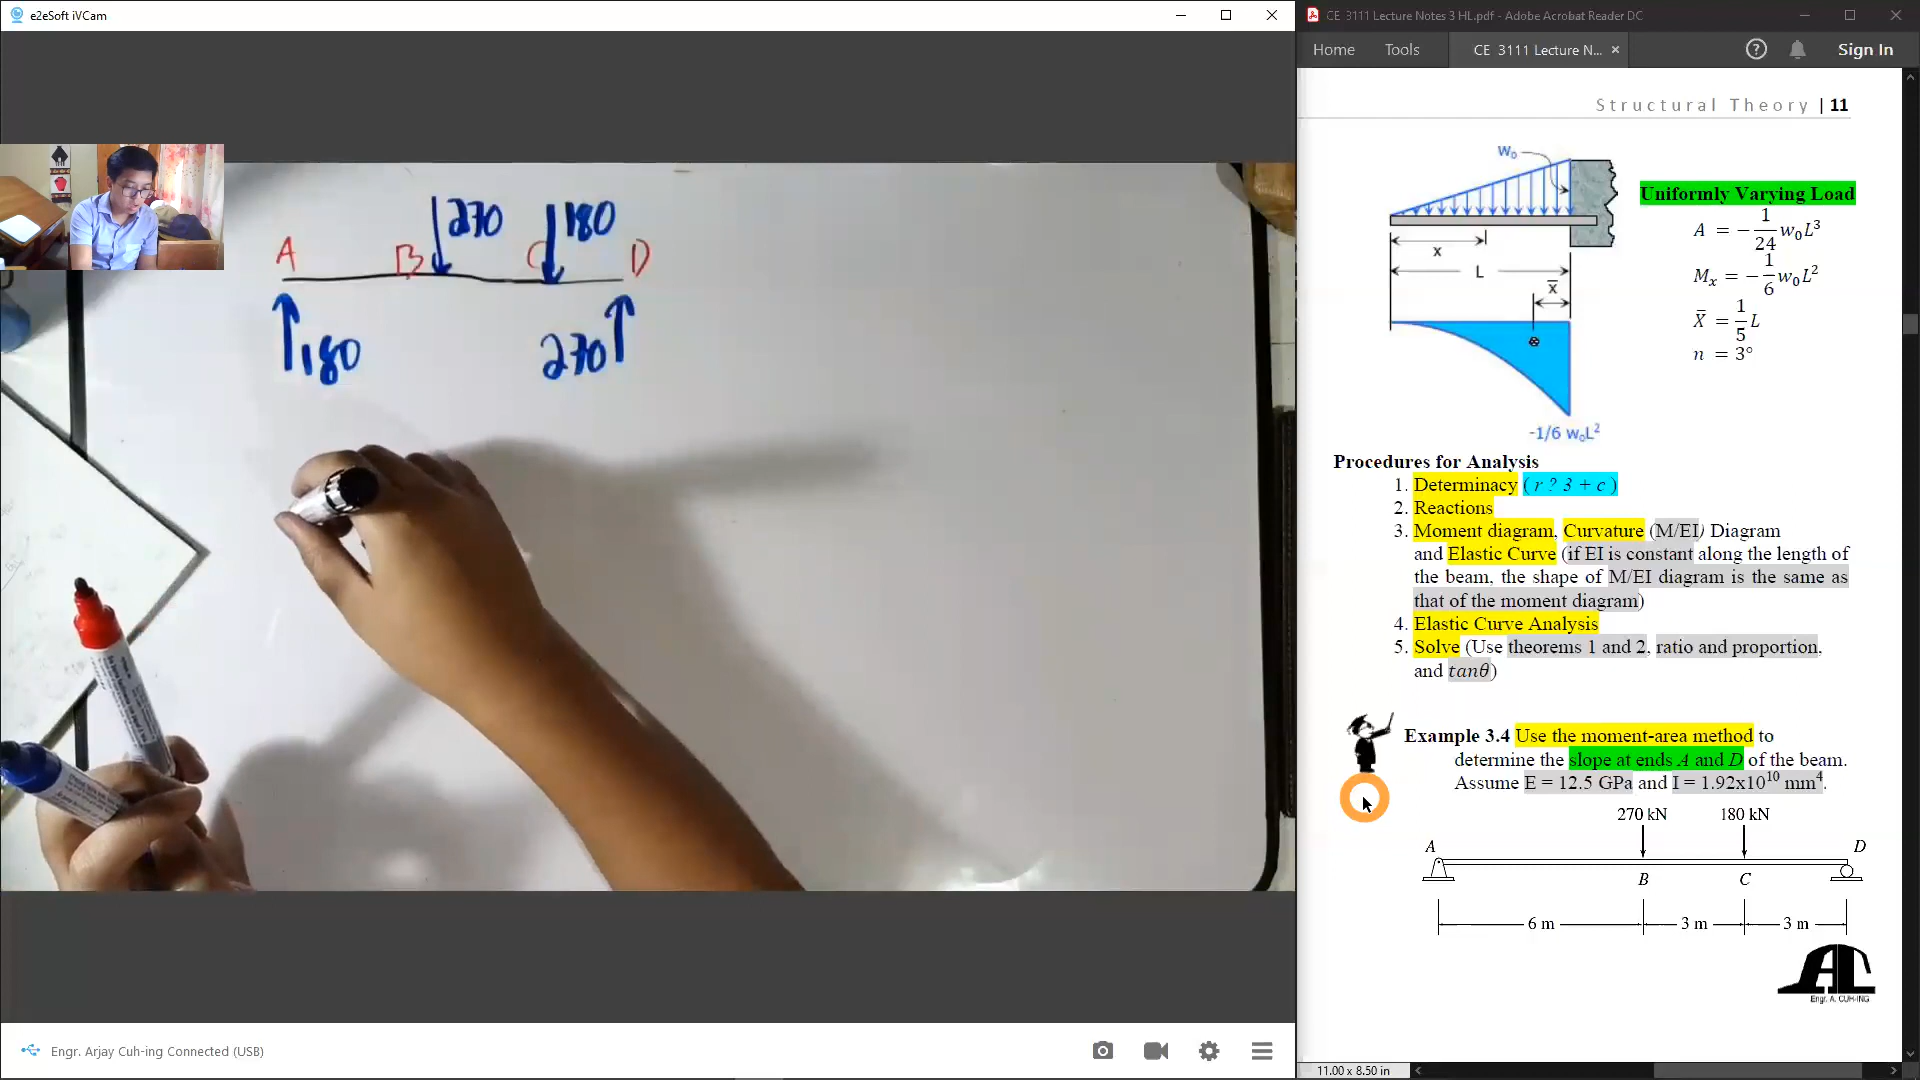 e2eSoft iVCam
270
180
A
B
C
D
180
270
Engr. Arjay Cuh-ing Connected (USB)
CE 3111 Lecture Notes 3 HL.pdf - Adobe Acrobat Reader DC
Home Tools CE 3111 Lecture N... × Sign In
Structural Theory | 11
w₀
x
L
x̄
-1/6 w₀L²
Uniformly Varying Load
A = −1/24 w₀L³
Mₓ = −1/6 w₀L²
X̄ = 1/5 L
n = 3°
Procedures for Analysis
1. Determinacy ( r ? 3 + c )
2. Reactions
3. Moment diagram, Curvature (M/EI) Diagram
and Elastic Curve (if EI is constant along the length of
the beam, the shape of M/EI diagram is the same as
that of the moment diagram)
4. Elastic Curve Analysis
5. Solve (Use theorems 1 and 2, ratio and proportion,
and tanθ)
Example 3.4 Use the moment-area method to
determine the slope at ends A and D of the beam.
Assume E = 12.5 GPa and I = 1.92x10¹⁰ mm⁴.
270 kN 180 kN
A D
B C
6 m 3 m 3 m
Engr. A. CUH-ING
11.00 x 8.50 in